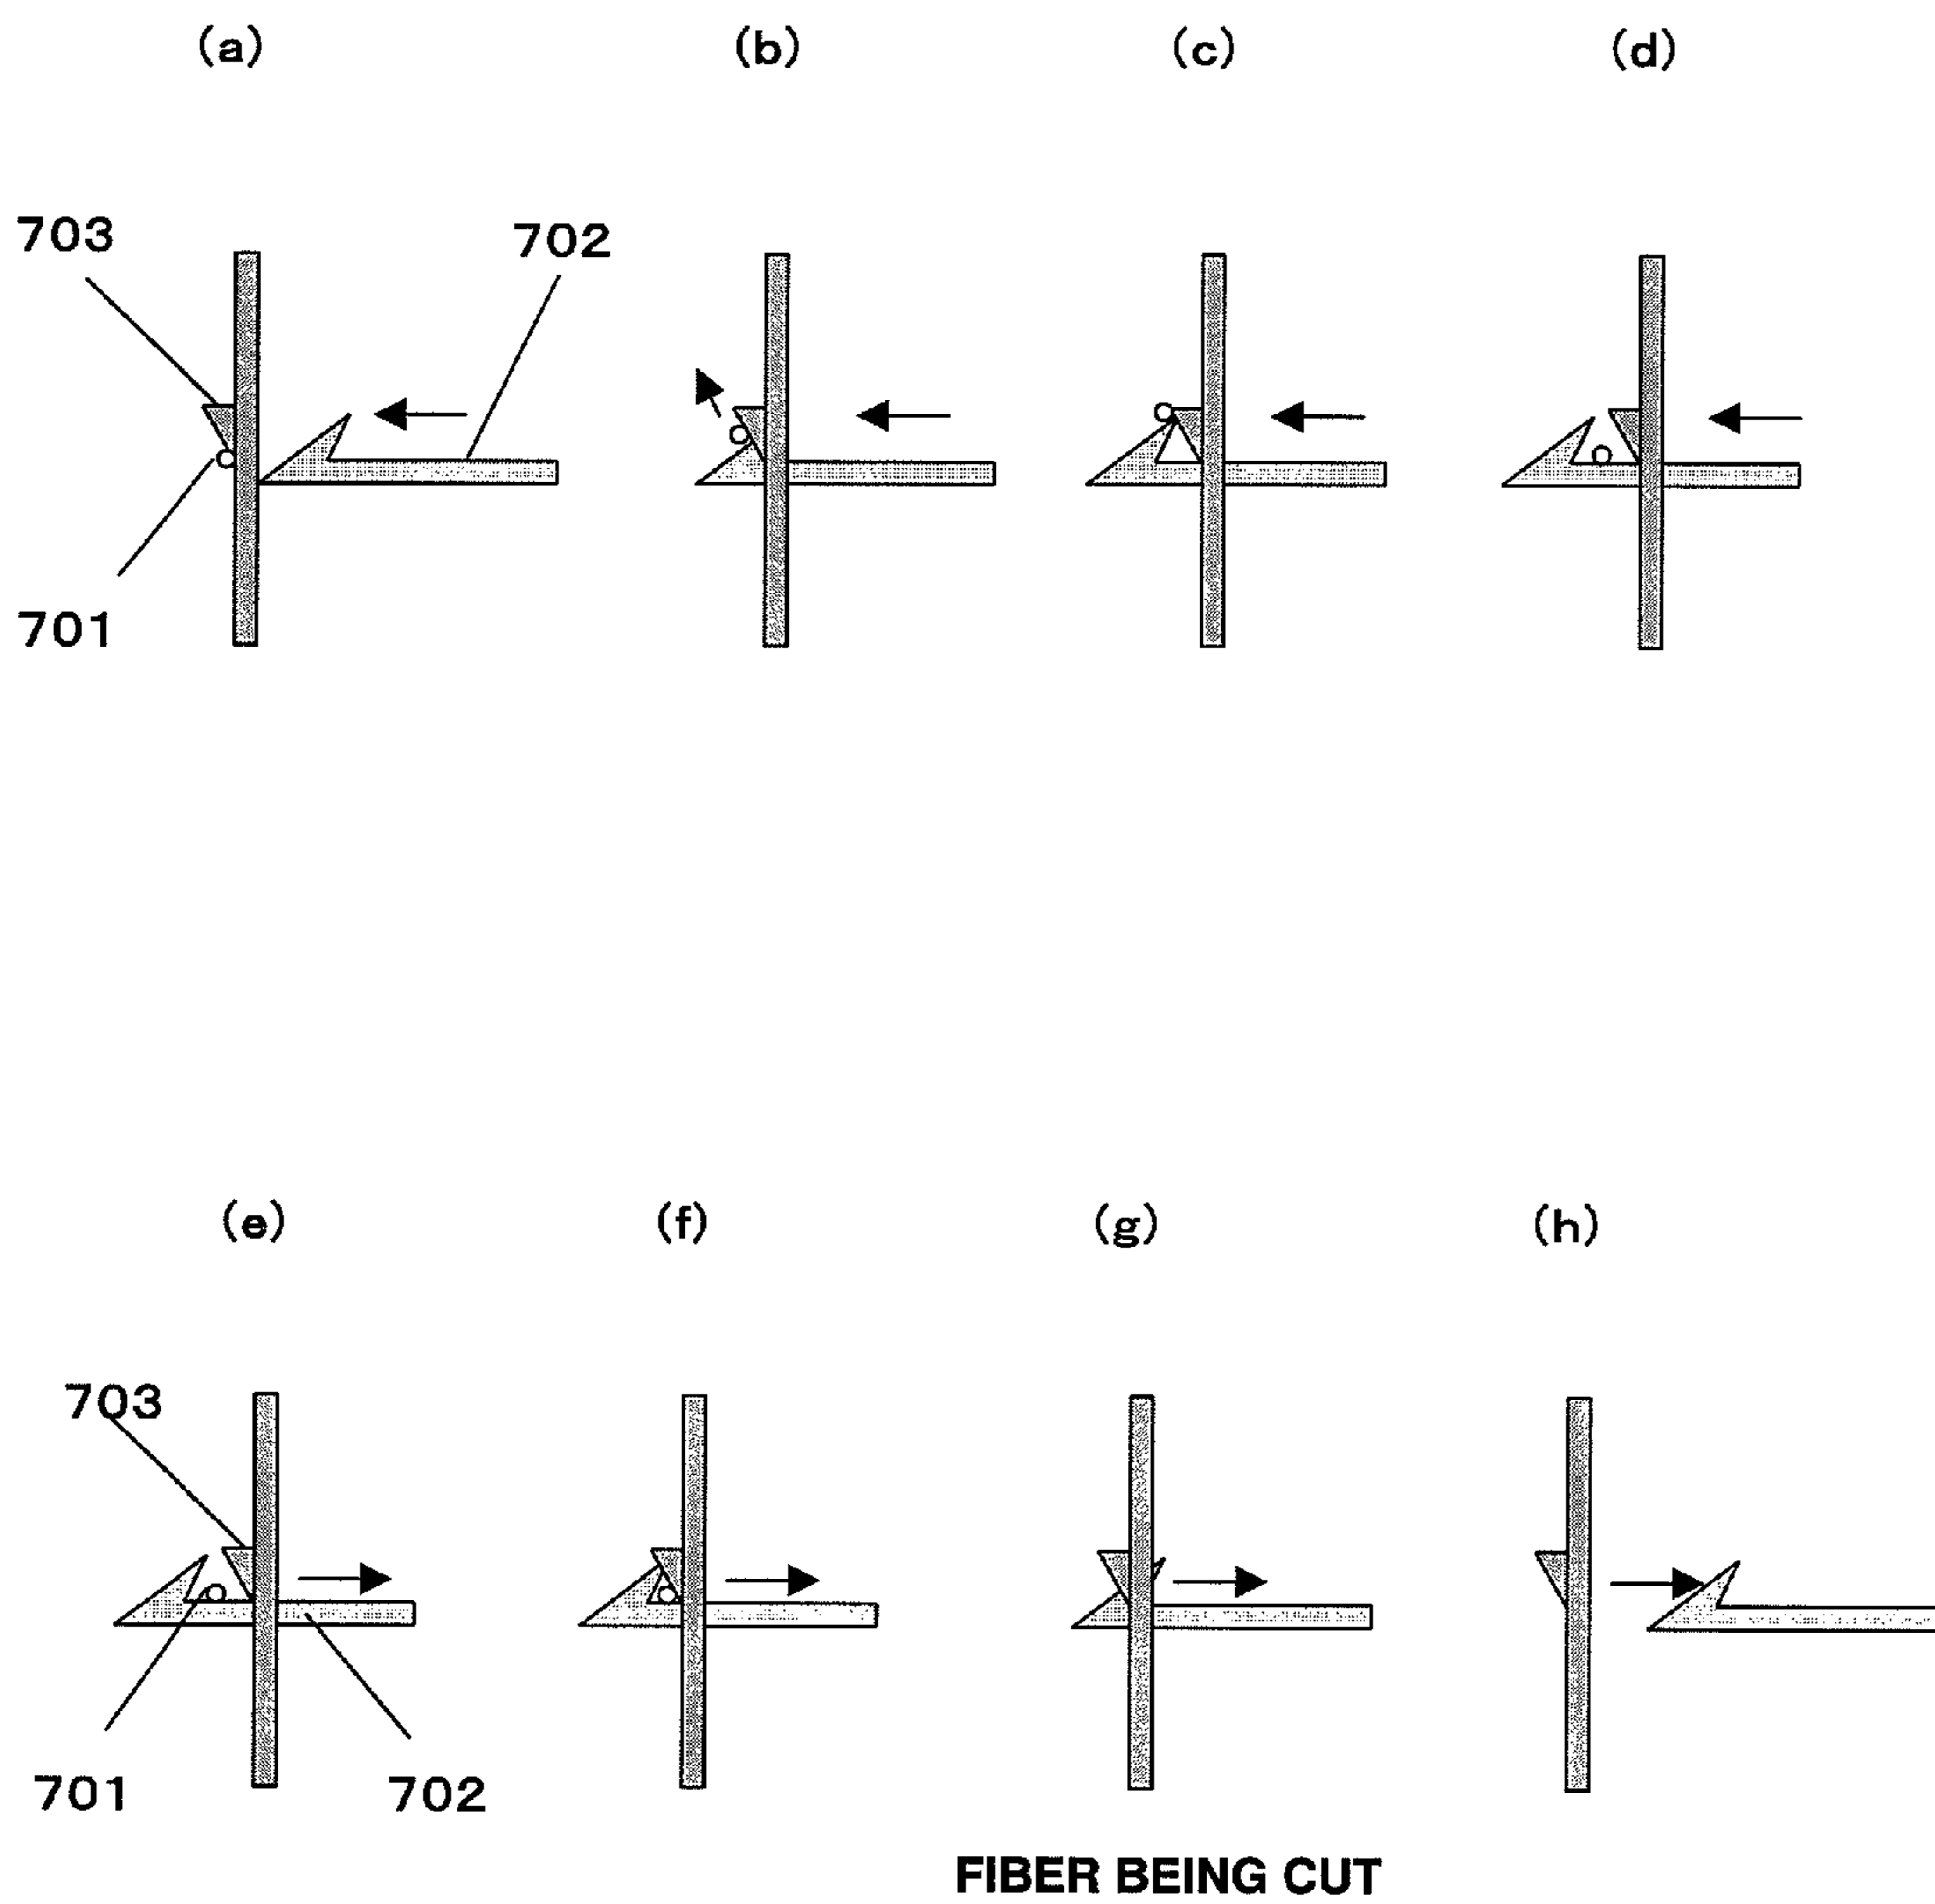 (a) (b) (c) (d)
703 702
701
(e) (f) (g) (h)
703
701 702
FIBER BEING CUT